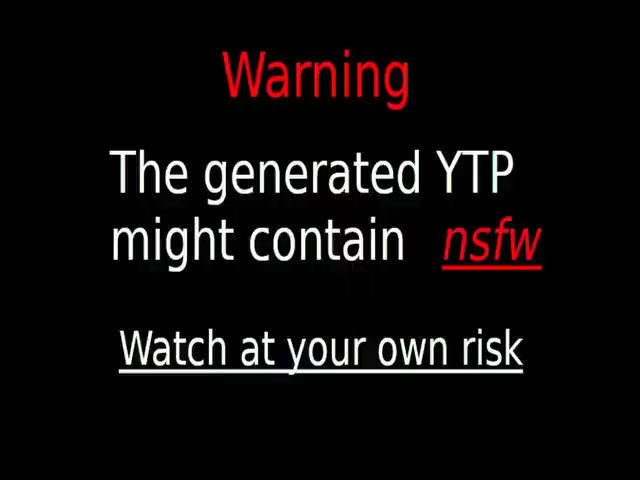 Warning
The generated YTP
might contain nsfw
Watch at your own risk